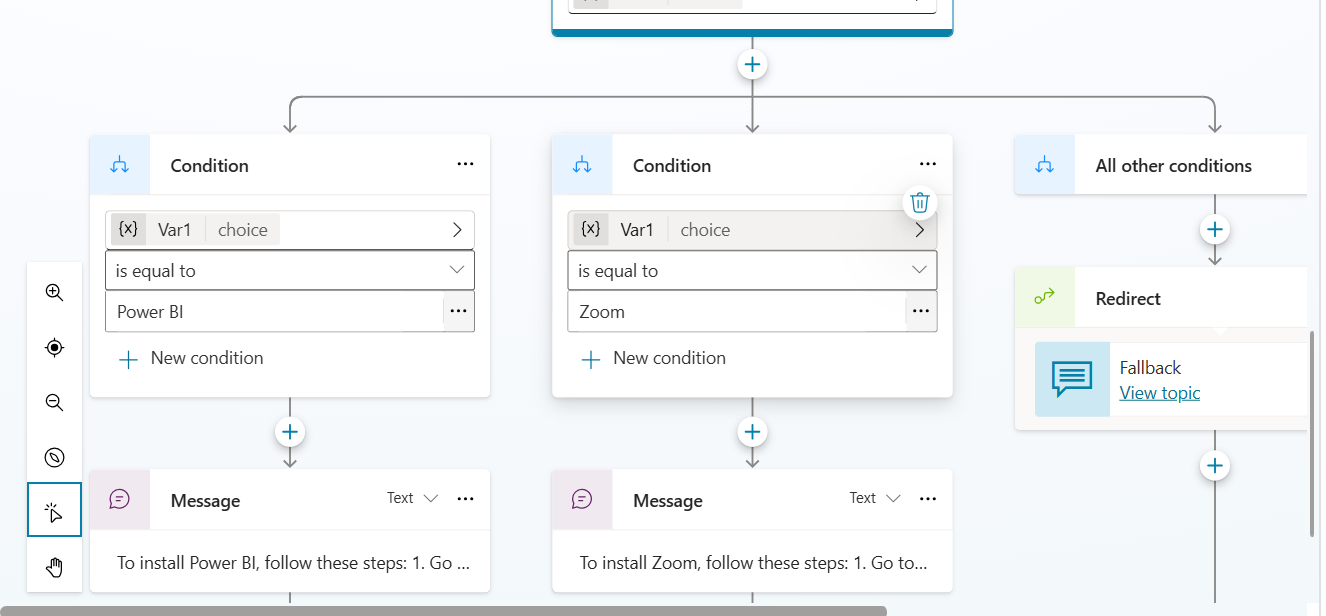 Condition
{x} Var1 choice
is equal to
Power BI
New condition
Message Text
To install Power BI, follow these steps: 1. Go ...
Condition
{x} Var1 choice
is equal to
Zoom
New condition
Message Text
To install Zoom, follow these steps: 1. Go to...
All other conditions
Redirect
Fallback
View topic